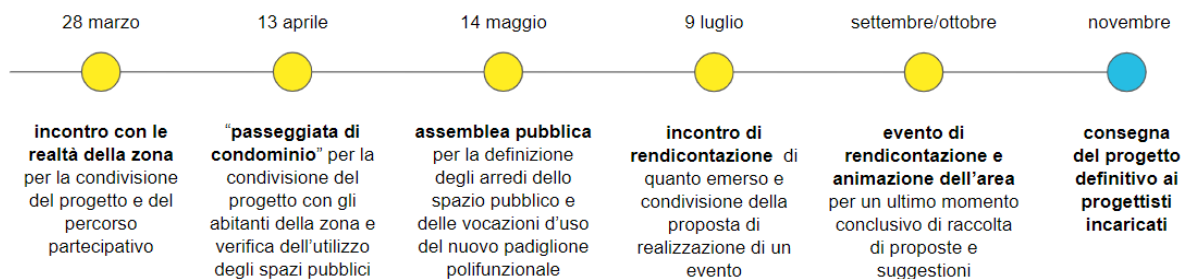 28 marzo
13 aprile
14 maggio
9 luglio
settembre/ottobre
novembre
incontro con le
realtà della zona
per la condivisione
del progetto e del
percorso
partecipativo
“passeggiata di
condominio” per la
condivisione del
progetto con gli
abitanti della zona e
verifica dell’utilizzo
degli spazi pubblici
assemblea pubblica
per la definizione
degli arredi dello
spazio pubblico e
delle vocazioni d’uso
del nuovo padiglione
polifunzionale
incontro di
rendicontazione di
quanto emerso e
condivisione della
proposta di
realizzazione di un
evento
evento di
rendicontazione e
animazione dell’area
per un ultimo momento
conclusivo di raccolta
di proposte e
suggestioni
consegna
del progetto
definitivo ai
progettisti
incaricati